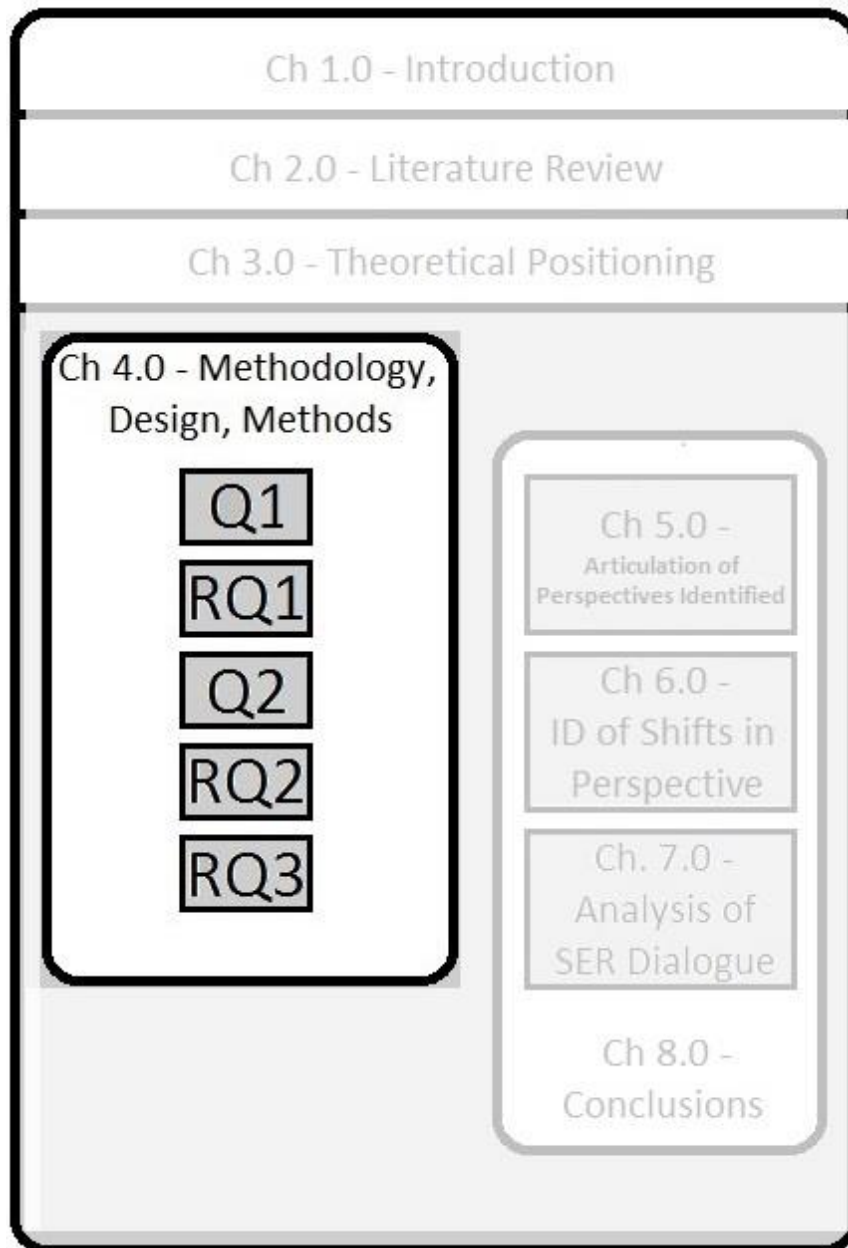 Ch 1.0 - Introduction
Ch 2.0 - Literature Review
Ch 3.0 - Theoretical Positioning
Ch 4.0 - Methodology,
Design, Methods
Q1
RQ1
Q2
RQ2
RQ3
Ch 5.0 -
Articulation of
Perspectives Identified
Ch 6.0 -
ID of Shifts in
Perspective
Ch. 7.0 -
Analysis of
SER Dialogue
Ch 8.0 -
Conclusions